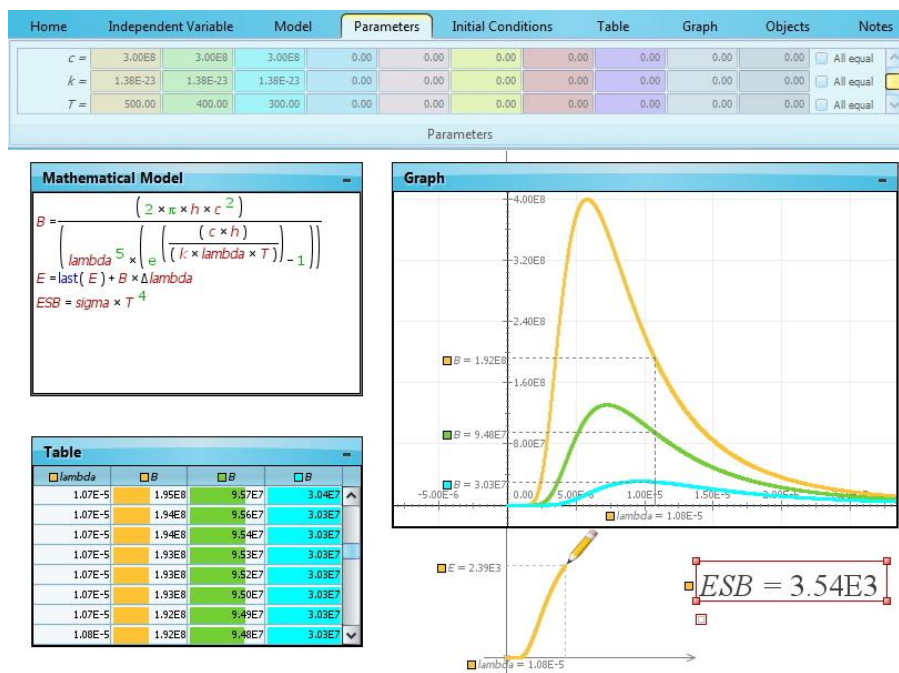 Home Independent Variable Model Parameters Initial Conditions Table Graph Objects Notes
c = 3.00E8 3.00E8 3.00E8 0.00 0.00 0.00 0.00 0.00 0.00 0.00 All equal
k = 1.38E-23 1.38E-23 1.38E-23 0.00 0.00 0.00 0.00 0.00 0.00 0.00 All equal
T = 500.00 400.00 300.00 0.00 0.00 0.00 0.00 0.00 0.00 0.00 All equal
Parameters
Mathematical Model
B = (2 × π × h × c^2) / (lambda^5 × (e^((c × h) / (k × lambda × T)) - 1))
E = last(E) + B × Δlambda
ESB = sigma × T^4
Graph
4.00E8
3.20E8
2.40E8
B = 1.92E8
1.60E8
B = 9.48E7
8.00E7
B = 3.03E7
-5.00E-6 0.00 5.00E-6 1.00E-5 1.50E-5 2.00E-5
lambda = 1.08E-5
Table
lambda B B B
1.07E-5 1.95E8 9.57E7 3.04E7
1.07E-5 1.94E8 9.56E7 3.03E7
1.07E-5 1.94E8 9.54E7 3.03E7
1.07E-5 1.93E8 9.53E7 3.03E7
1.07E-5 1.93E8 9.52E7 3.03E7
1.07E-5 1.93E8 9.50E7 3.03E7
1.07E-5 1.92E8 9.49E7 3.03E7
1.08E-5 1.92E8 9.48E7 3.03E7
E = 2.39E3
ESB = 3.54E3
lambda = 1.08E-5